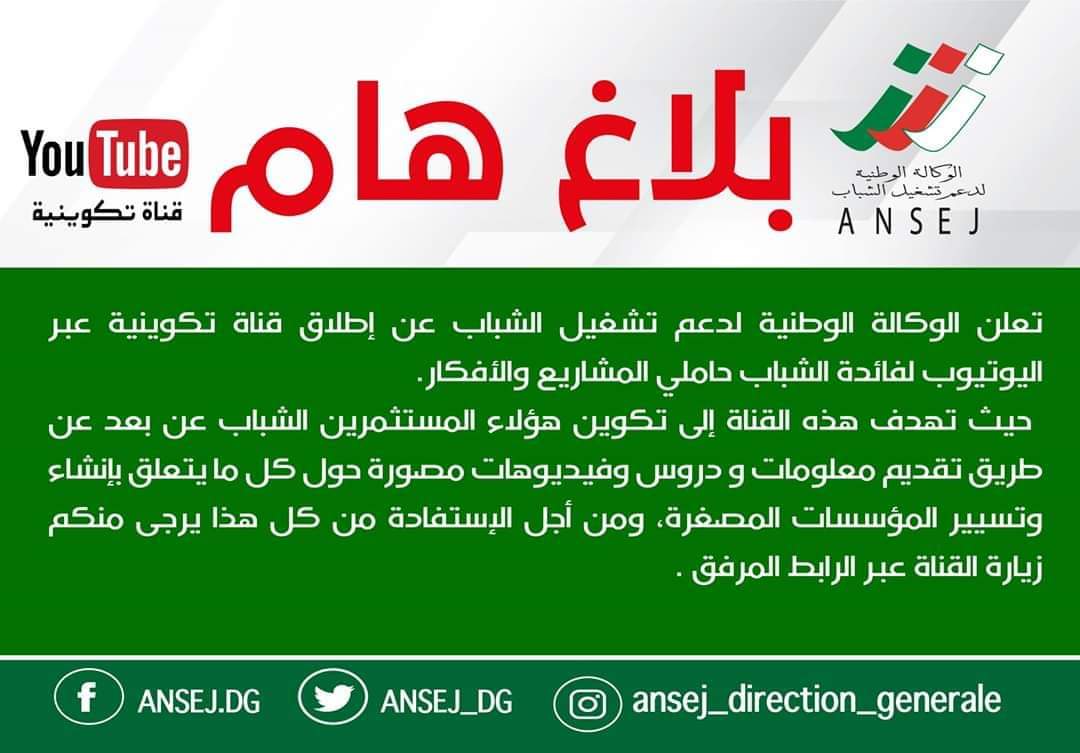 بلاغ هام
الوكالة الوطنية
لدعم تشغيل الشباب
ANSEJ
YouTube
قناة تكوينية
تعلن الوكالة الوطنية لدعم تشغيل الشباب عن إطلاق قناة تكوينية عبر
اليوتيوب لفائدة الشباب حاملي المشاريع والأفكار.
حيث تهدف هذه القناة إلى تكوين هؤلاء المستثمرين الشباب عن بعد عن
طريق تقديم معلومات و دروس وفيديوهات مصورة حول كل ما يتعلق بإنشاء
وتسيير المؤسسات المصغرة، ومن أجل الإستفادة من كل هذا يرجى منكم
زيارة القناة عبر الرابط المرفق .
ANSEJ.DG
ANSEJ_DG
ansej_direction_generale